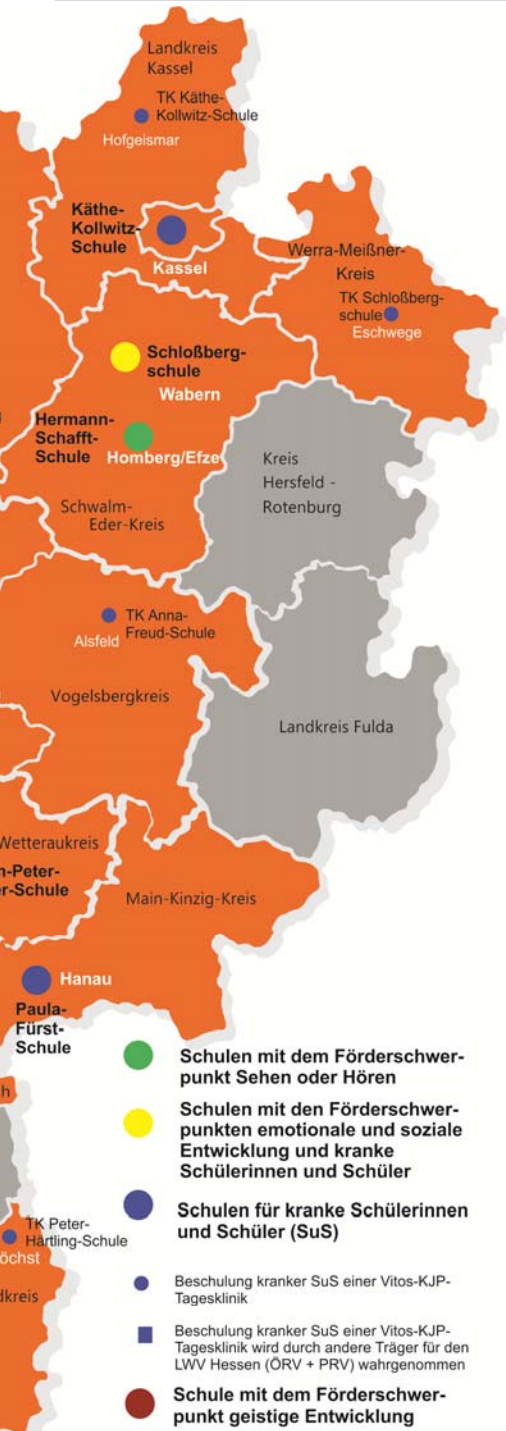 Landkreis
Kassel
TK Käthe-
Kollwitz-Schule
Hofgeismar
Käthe-
Kollwitz-
Schule
Kassel
Werra-Meißner-
Kreis
TK Schloßberg-
schule
Eschwege
Schloßberg-
schule
Wabern
Hermann-
Schafft-
Schule
Homberg/Efze
Kreis
Hersfeld -
Rotenburg
Schwalm-
Eder-Kreis
TK Anna-
Freud-Schule
Alsfeld
Vogelsbergkreis
Landkreis Fulda
Wetteraukreis
n-Peter-
er-Schule
Main-Kinzig-Kreis
Hanau
Paula-
Fürst-
Schule
h
TK Peter-
Härtling-Schule
öchst
dkreis
Schulen mit dem Förderschwer-
punkt Sehen oder Hören
Schulen mit den Förderschwer-
punkten emotionale und soziale
Entwicklung und kranke
Schülerinnen und Schüler
Schulen für kranke Schülerinnen
und Schüler (SuS)
Beschulung kranker SuS einer Vitos-KJP-
Tagesklinik
Beschulung kranker SuS einer Vitos-KJP-
Tagesklinik wird durch andere Träger für den
LWV Hessen (ÖRV + PRV) wahrgenommen
Schule mit dem Förderschwer-
punkt geistige Entwicklung